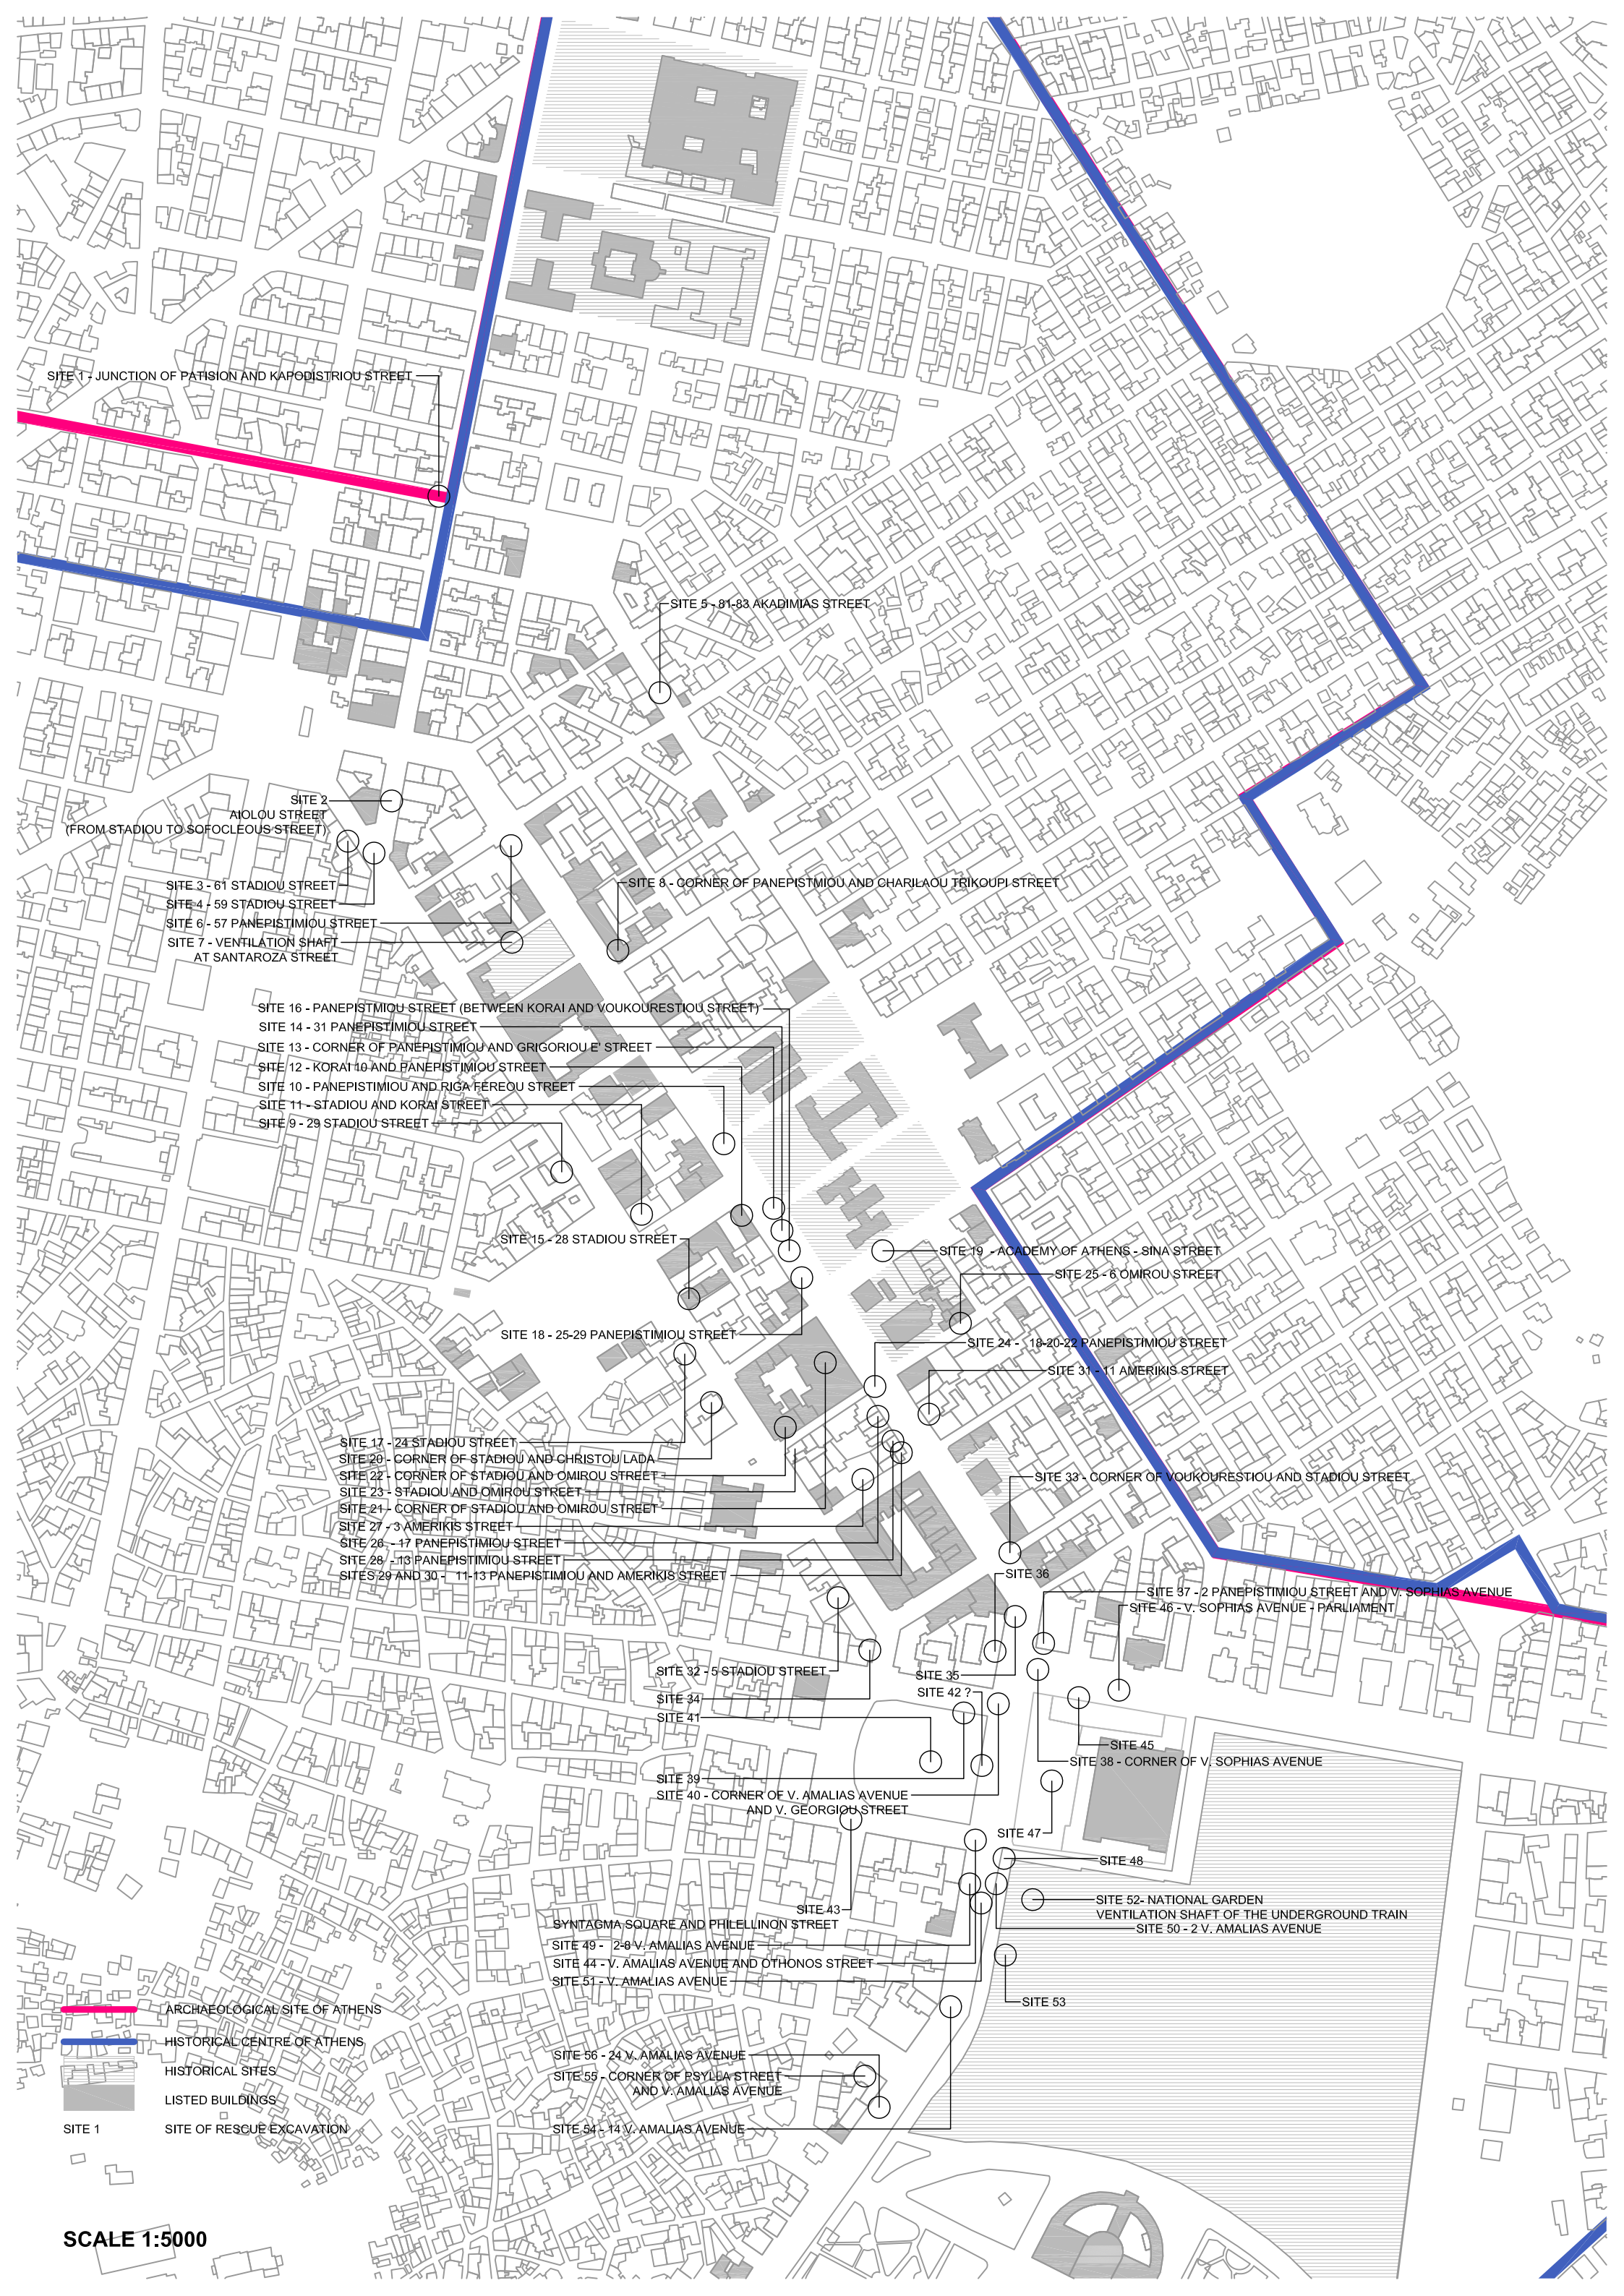 SITE 1 - JUNCTION OF PATISION AND KAPODISTRIOU STREET
SITE 5 - 81-83 AKADIMIAS STREET
SITE 2
AIOLOU STREET
(FROM STADIOU TO SOFOCLEOUS STREET)
SITE 3 - 61 STADIOU STREET
SITE 4 - 59 STADIOU STREET
SITE 6 - 57 PANEPISTIMIOU STREET
SITE 7 - VENTILATION SHAFT
AT SANTAROZA STREET
SITE 8 - CORNER OF PANEPISTMIOU AND CHARILAOU TRIKOUPI STREET
SITE 16 - PANEPISTMIOU STREET (BETWEEN KORAI AND VOUKOURESTIOU STREET)
SITE 14 - 31 PANEPISTIMIOU STREET
SITE 13 - CORNER OF PANEPISTIMIOU AND GRIGORIOU E' STREET
SITE 12 - KORAI 10 AND PANEPISTIMIOU STREET
SITE 10 - PANEPISTIMIOU AND RIGA FEREOU STREET
SITE 11 - STADIOU AND KORAI STREET
SITE 9 - 29 STADIOU STREET
SITE 15 - 28 STADIOU STREET
SITE 19 - ACADEMY OF ATHENS - SINA STREET
SITE 25 - 6 OMIROU STREET
SITE 18 - 25-29 PANEPISTIMIOU STREET
SITE 24 - 18-20-22 PANEPISTIMIOU STREET
SITE 31 - 11 AMERIKIS STREET
SITE 17 - 24 STADIOU STREET
SITE 20 - CORNER OF STADIOU AND CHRISTOU LADA
SITE 22 - CORNER OF STADIOU AND OMIROU STREET
SITE 23 - STADIOU AND OMIROU STREET
SITE 21 - CORNER OF STADIOU AND OMIROU STREET
SITE 27 - 3 AMERIKIS STREET
SITE 26 - 17 PANEPISTIMIOU STREET
SITE 28 - 13 PANEPISTIMIOU STREET
SITES 29 AND 30 - 11-13 PANEPISTIMIOU AND AMERIKIS STREET
SITE 33 - CORNER OF VOUKOURESTIOU AND STADIOU STREET
SITE 36
SITE 37 - 2 PANEPISTIMIOU STREET AND V. SOPHIAS AVENUE
SITE 46 - V. SOPHIAS AVENUE - PARLIAMENT
SITE 32 - 5 STADIOU STREET
SITE 35
SITE 34
SITE 42 ?
SITE 41
SITE 45
SITE 38 - CORNER OF V. SOPHIAS AVENUE
SITE 39
SITE 40 - CORNER OF V. AMALIAS AVENUE
AND V. GEORGIOU STREET
SITE 47
SITE 48
SITE 43
SYNTAGMA SQUARE AND PHILELLINON STREET
SITE 52- NATIONAL GARDEN
VENTILATION SHAFT OF THE UNDERGROUND TRAIN
SITE 50 - 2 V. AMALIAS AVENUE
SITE 49 - 2-8 V. AMALIAS AVENUE
SITE 44 - V. AMALIAS AVENUE AND OTHONOS STREET
SITE 51 - V. AMALIAS AVENUE
SITE 53
SITE 56 - 24 V. AMALIAS AVENUE
SITE 55 - CORNER OF PSYLLA STREET
AND V. AMALIAS AVENUE
SITE 54 - 14 V. AMALIAS AVENUE
ARCHAEOLOGICAL SITE OF ATHENS
HISTORICAL CENTRE OF ATHENS
HISTORICAL SITES
LISTED BUILDINGS
SITE 1 SITE OF RESCUE EXCAVATION
SCALE 1:5000